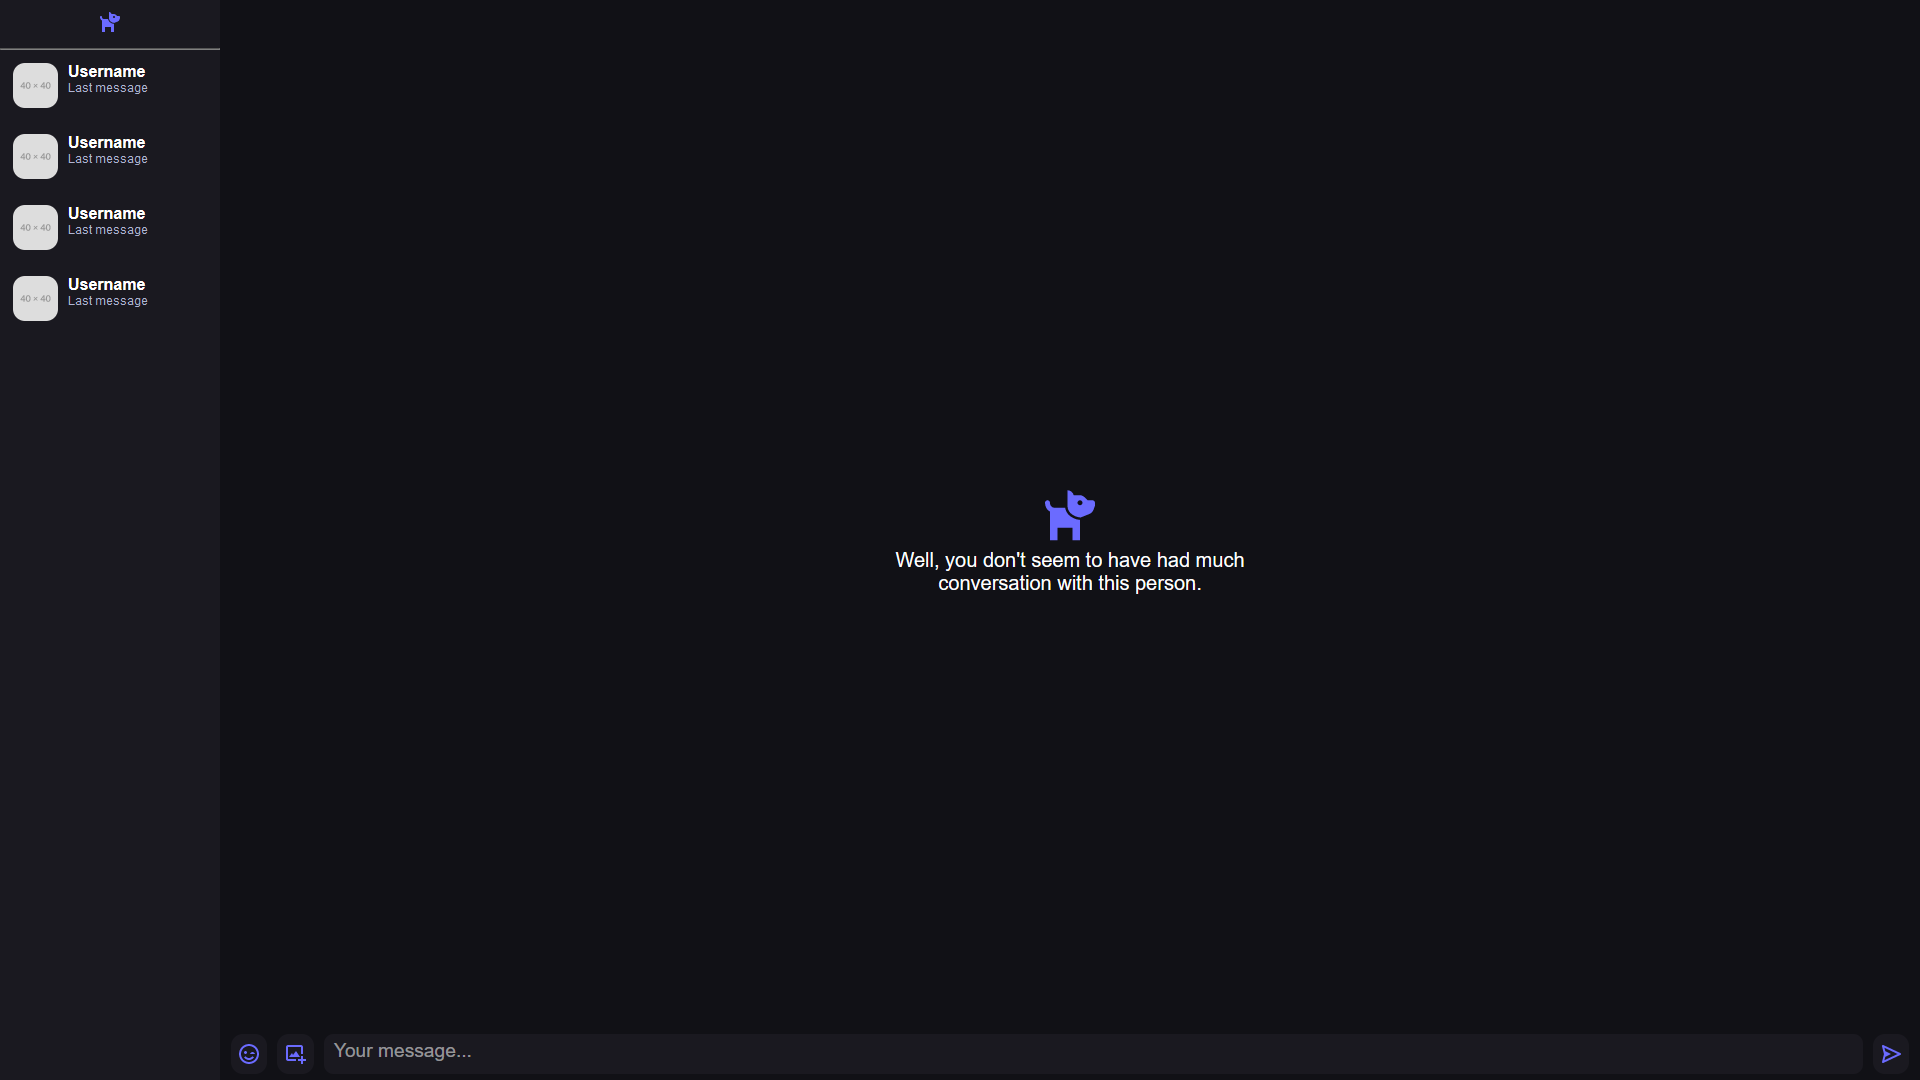 40 × 40
Username
Last message
40 × 40
Username
Last message
40 × 40
Username
Last message
40 × 40
Username
Last message
Well, you don't seem to have had much
conversation with this person.
Your message...